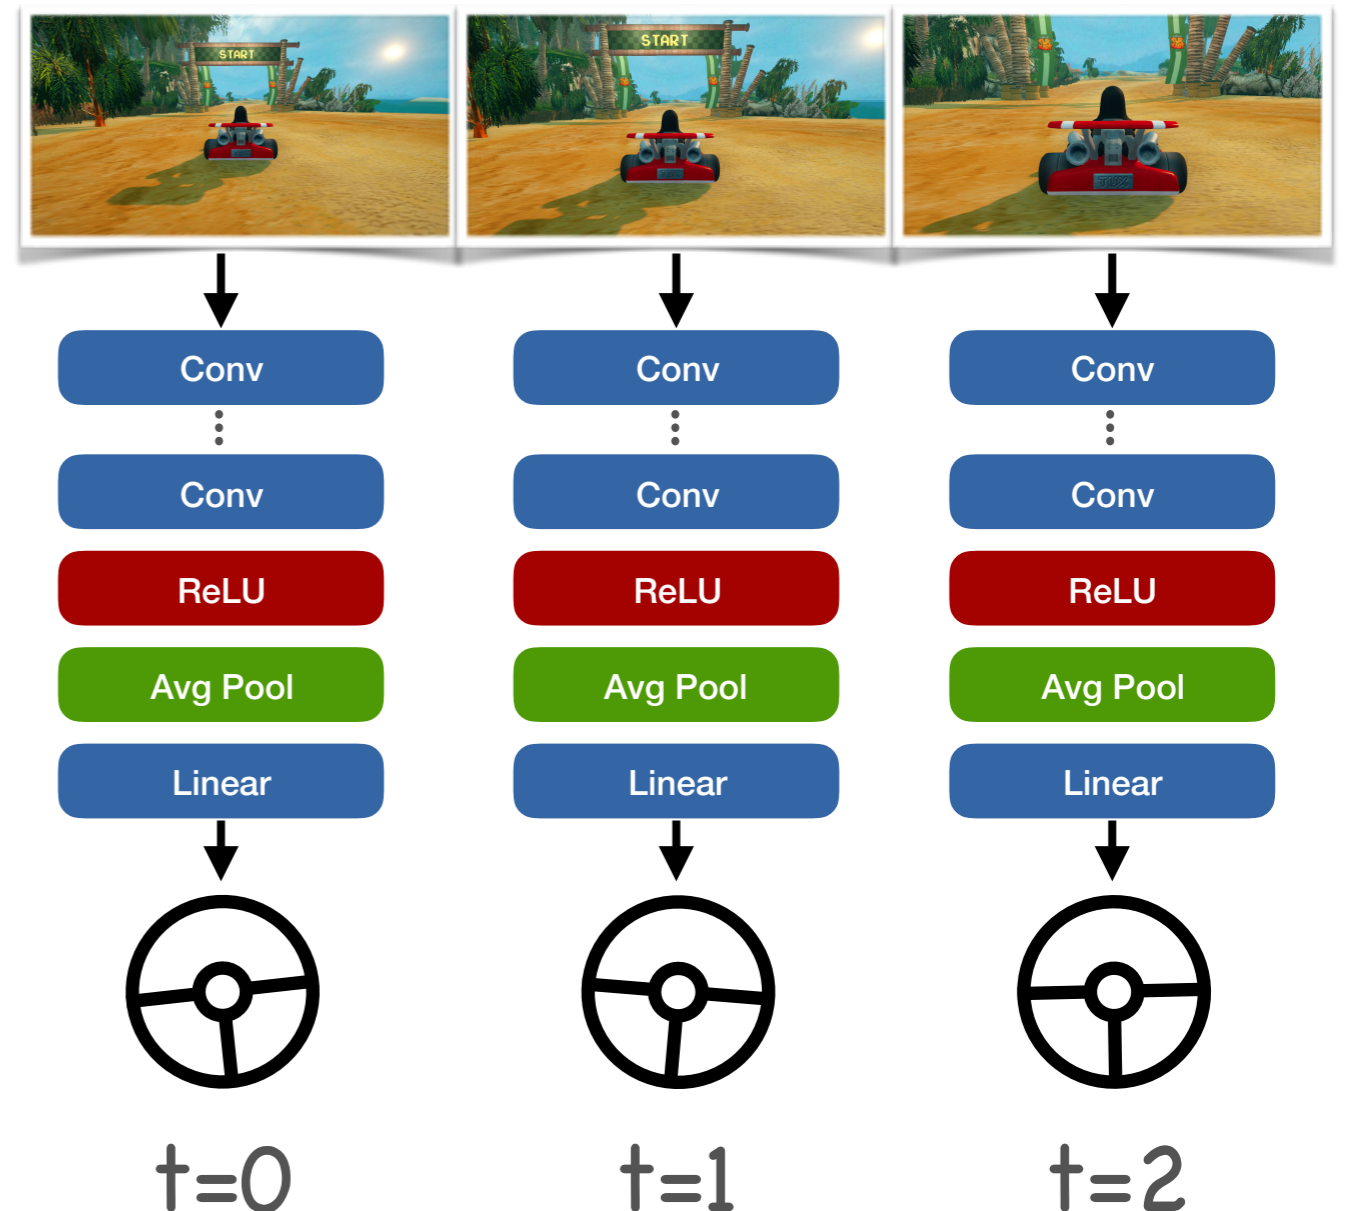 START
START
TUX
Conv
Conv
Conv
Conv
Conv
Conv
ReLU
ReLU
ReLU
Avg Pool
Avg Pool
Avg Pool
Linear
Linear
Linear
t=0
t=1
t=2